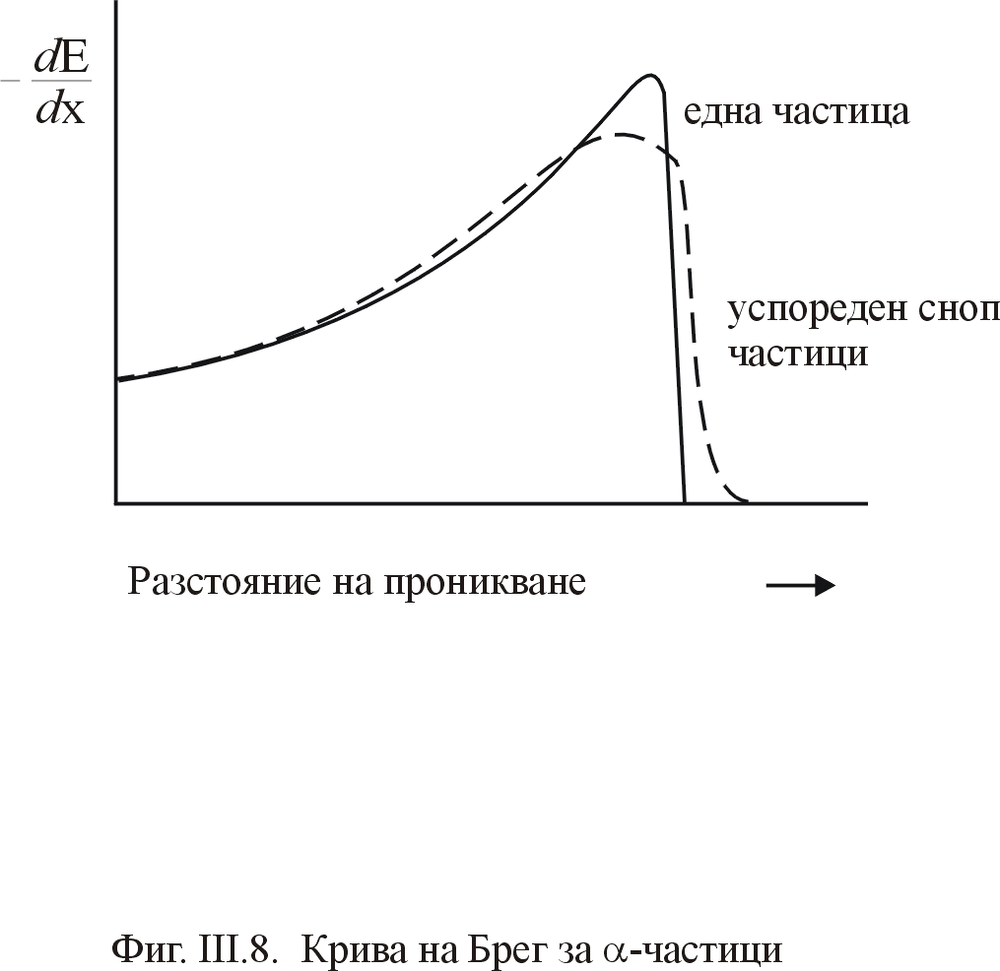 − dE
dx
една частица
успореден сноп
частици
Разстояние на проникване
Фиг. III.8. Крива на Брег за α-частици